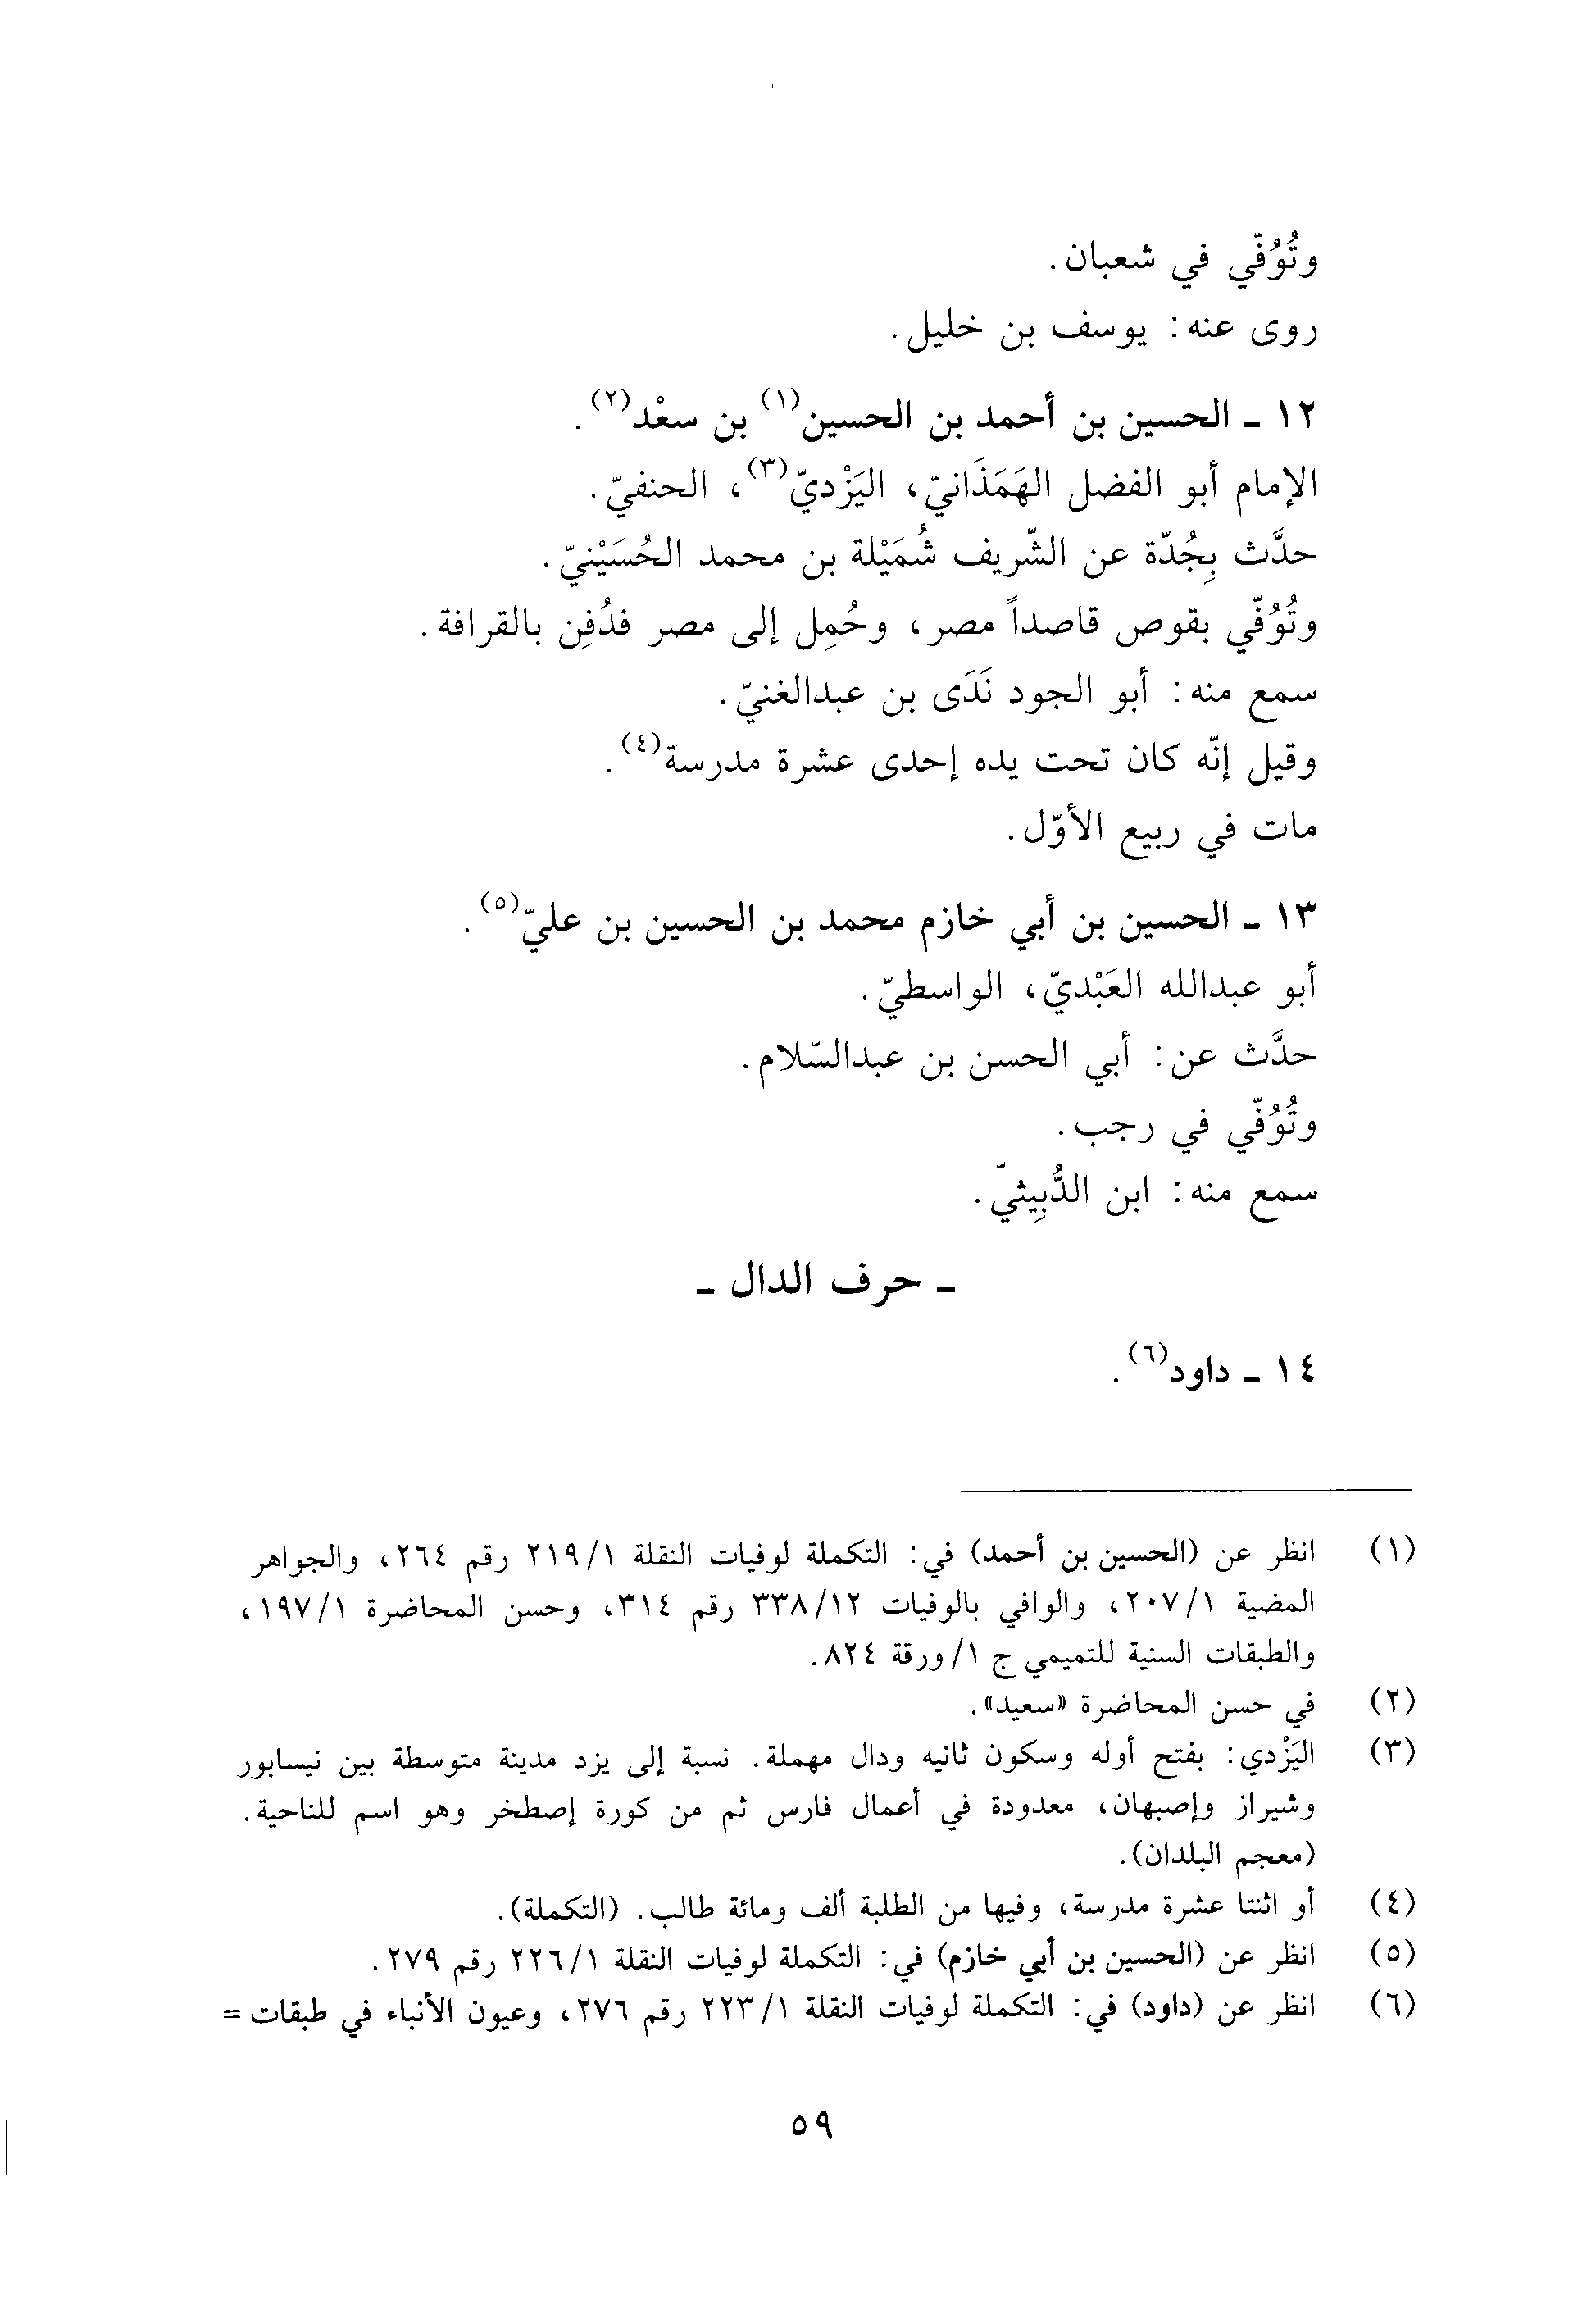 وتُوُفّي في شعبان.
روى عنه: يوسف بن خليل.
١٢ ـ الحسين بن أحمد بن الحسين(١) بن سعْد(٢).
الإمام أبو الفضل الهَمَذَانيّ، اليَزْديّ(٣)، الحنفيّ.
حدَّث بِجُدّة عن الشّريف شُمَيْلة بن محمد الحُسَيْنيّ.
وتُوُفّي بقوص قاصداً مصر، وحُمِل إلى مصر فدُفِن بالقرافة.
سمع منه: أبو الجود نَدَى بن عبدالغنيّ.
وقيل إنّه كان تحت يده إحدى عشرة مدرسة(٤).
مات في ربيع الأوّل.
١٣ ـ الحسين بن أبي خازم محمد بن الحسين بن عليّ(٥).
أبو عبدالله العَبْديّ، الواسطيّ.
حدَّث عن: أبي الحسن بن عبدالسّلام.
وتُوُفّي في رجب.
سمع منه: ابن الدُّبِيثيّ.
ـ حرف الدال ـ
١٤ ـ داود(٦).
(١) انظر عن (الحسين بن أحمد) في: التكملة لوفيات النقلة ٢١٩/١ رقم ٢٦٤، والجواهر
المضية ٢٠٧/١، والوافي بالوفيات ٣٣٨/١٢ رقم ٣١٤، وحسن المحاضرة ١٩٧/١،
والطبقات السنية للتميمي ج ١/ورقة ٨٢٤.
(٢) في حسن المحاضرة «سعيد».
(٣) اليَزْدي: بفتح أوله وسكون ثانيه ودال مهملة. نسبة إلى يزد مدينة متوسطة بين نيسابور
وشيراز وإصبهان، معدودة في أعمال فارس ثم من كورة إصطخر وهو اسم للناحية.
(معجم البلدان).
(٤) أو اثنتا عشرة مدرسة، وفيها من الطلبة ألف ومائة طالب. (التكملة).
(٥) انظر عن (الحسين بن أبي خازم) في: التكملة لوفيات النقلة ٢٢٦/١ رقم ٢٧٩.
(٦) انظر عن (داود) في: التكملة لوفيات النقلة ٢٢٣/١ رقم ٢٧٦، وعيون الأنباء في طبقات =
٥٩